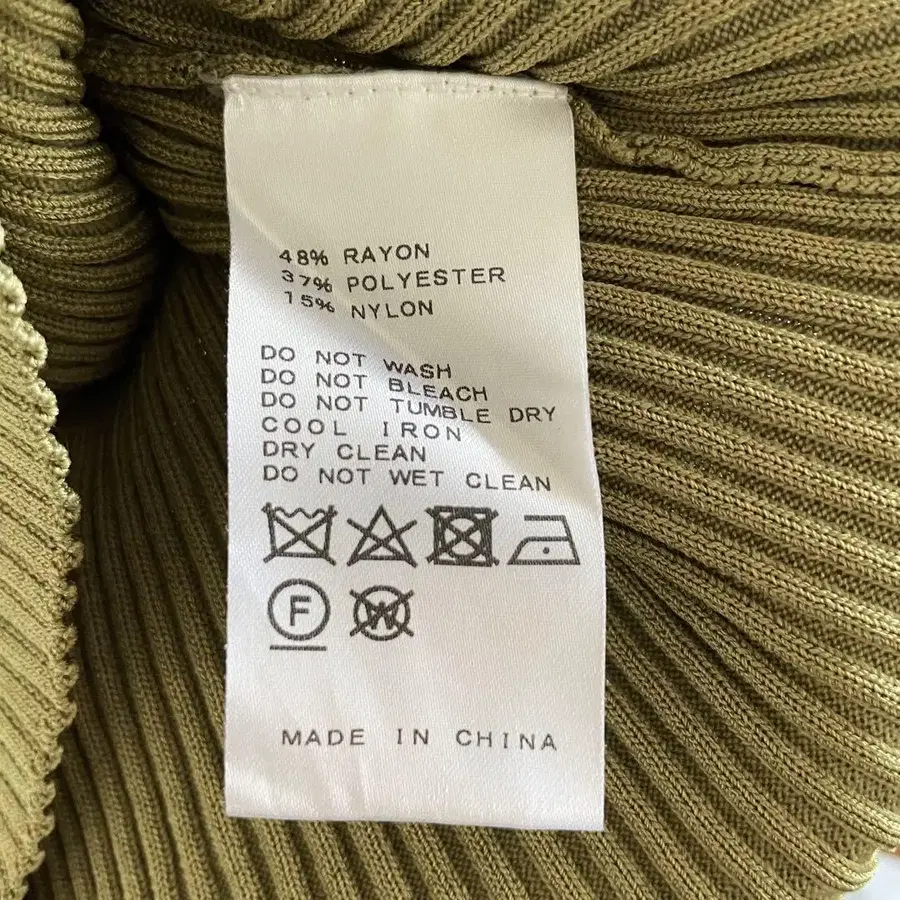 48% RAYON
37% POLYESTER
15% NYLON
DO NOT WASH
DO NOT BLEACH
DO NOT TUMBLE DRY
COOL IRON
DRY CLEAN
DO NOT WET CLEAN
F W
MADE IN CHINA